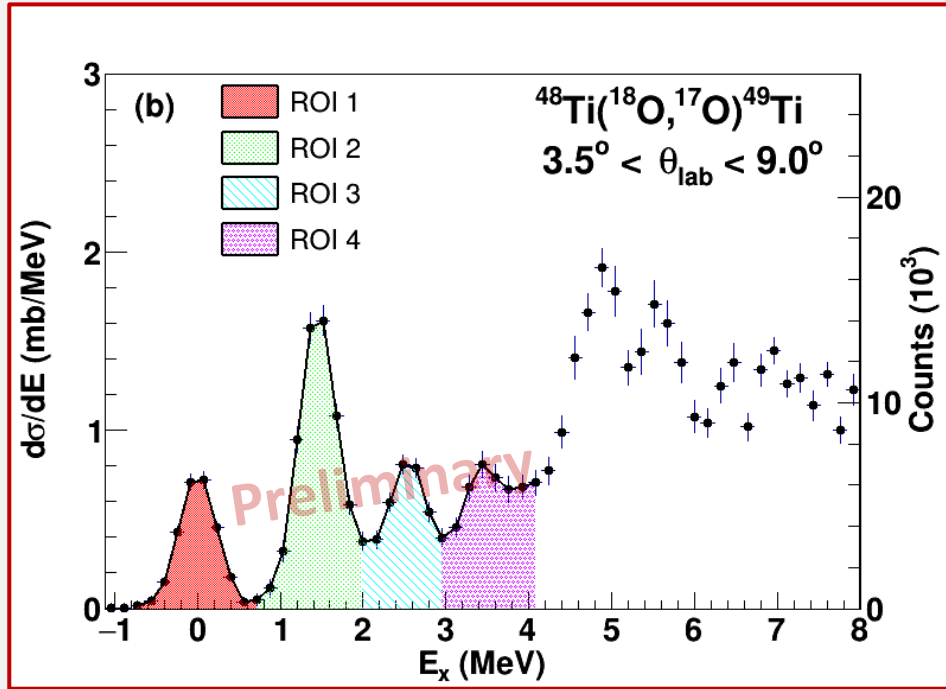 (b)
ROI 1
ROI 2
ROI 3
ROI 4
⁴⁸Ti(¹⁸O,¹⁷O)⁴⁹Ti
3.5° < θ_lab < 9.0°
Preliminary
dσ/dE (mb/MeV)
3
2
1
0
Counts (10³)
20
10
0
−1 0 1 2 3 4 5 6 7 8
Eₓ (MeV)